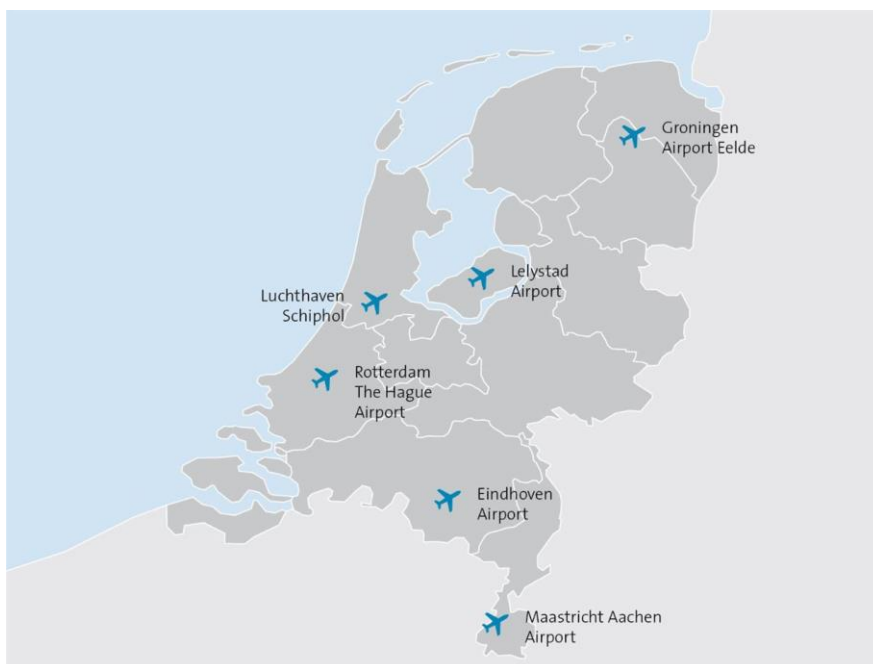 Groningen
Airport Eelde
Lelystad
Airport
Luchthaven
Schiphol
Rotterdam
The Hague
Airport
Eindhoven
Airport
Maastricht Aachen
Airport